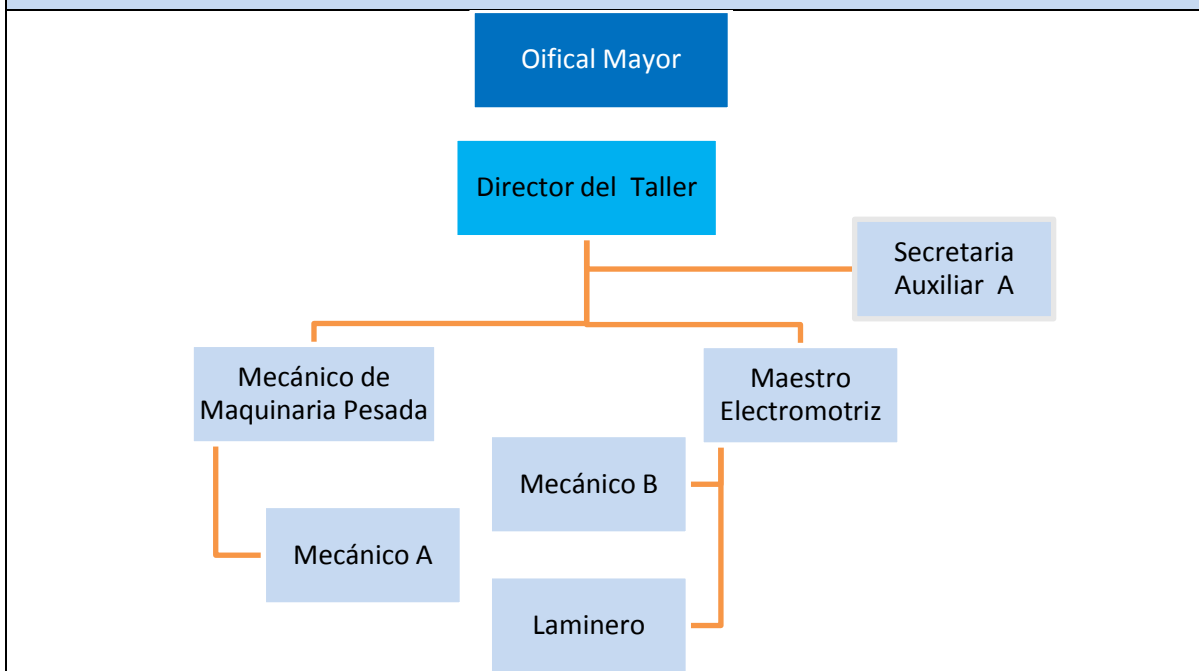 Oifical Mayor
Director del Taller
Secretaria
Auxiliar A
Mecánico de
Maquinaria Pesada
Maestro
Electromotriz
Mecánico B
Mecánico A
Laminero